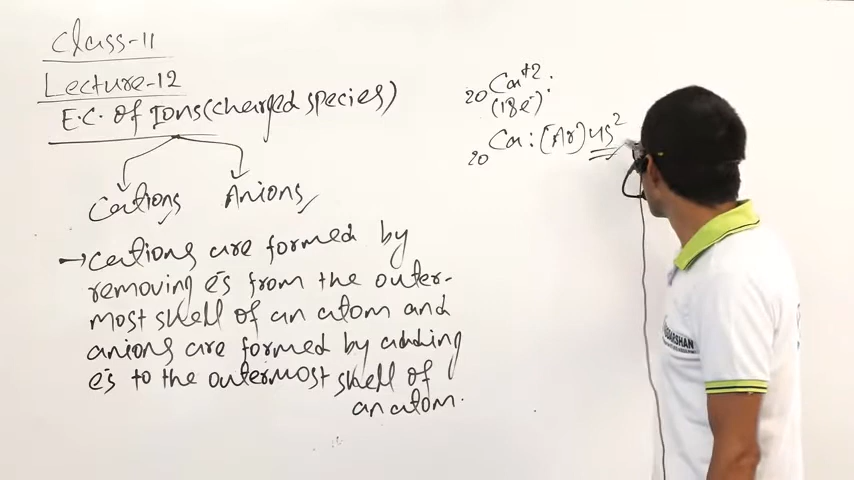 Class-11
Lecture-12
E.C. of Ions (charged species)
Cations Anions
→ Cations are formed by
removing e⁻s from the outer-
most shell of an atom and
anions are formed by adding
e⁻s to the outermost shell of
an atom.
₂₀Ca⁺²:
(18e⁻)
₂₀Ca : [Ar] 4s²